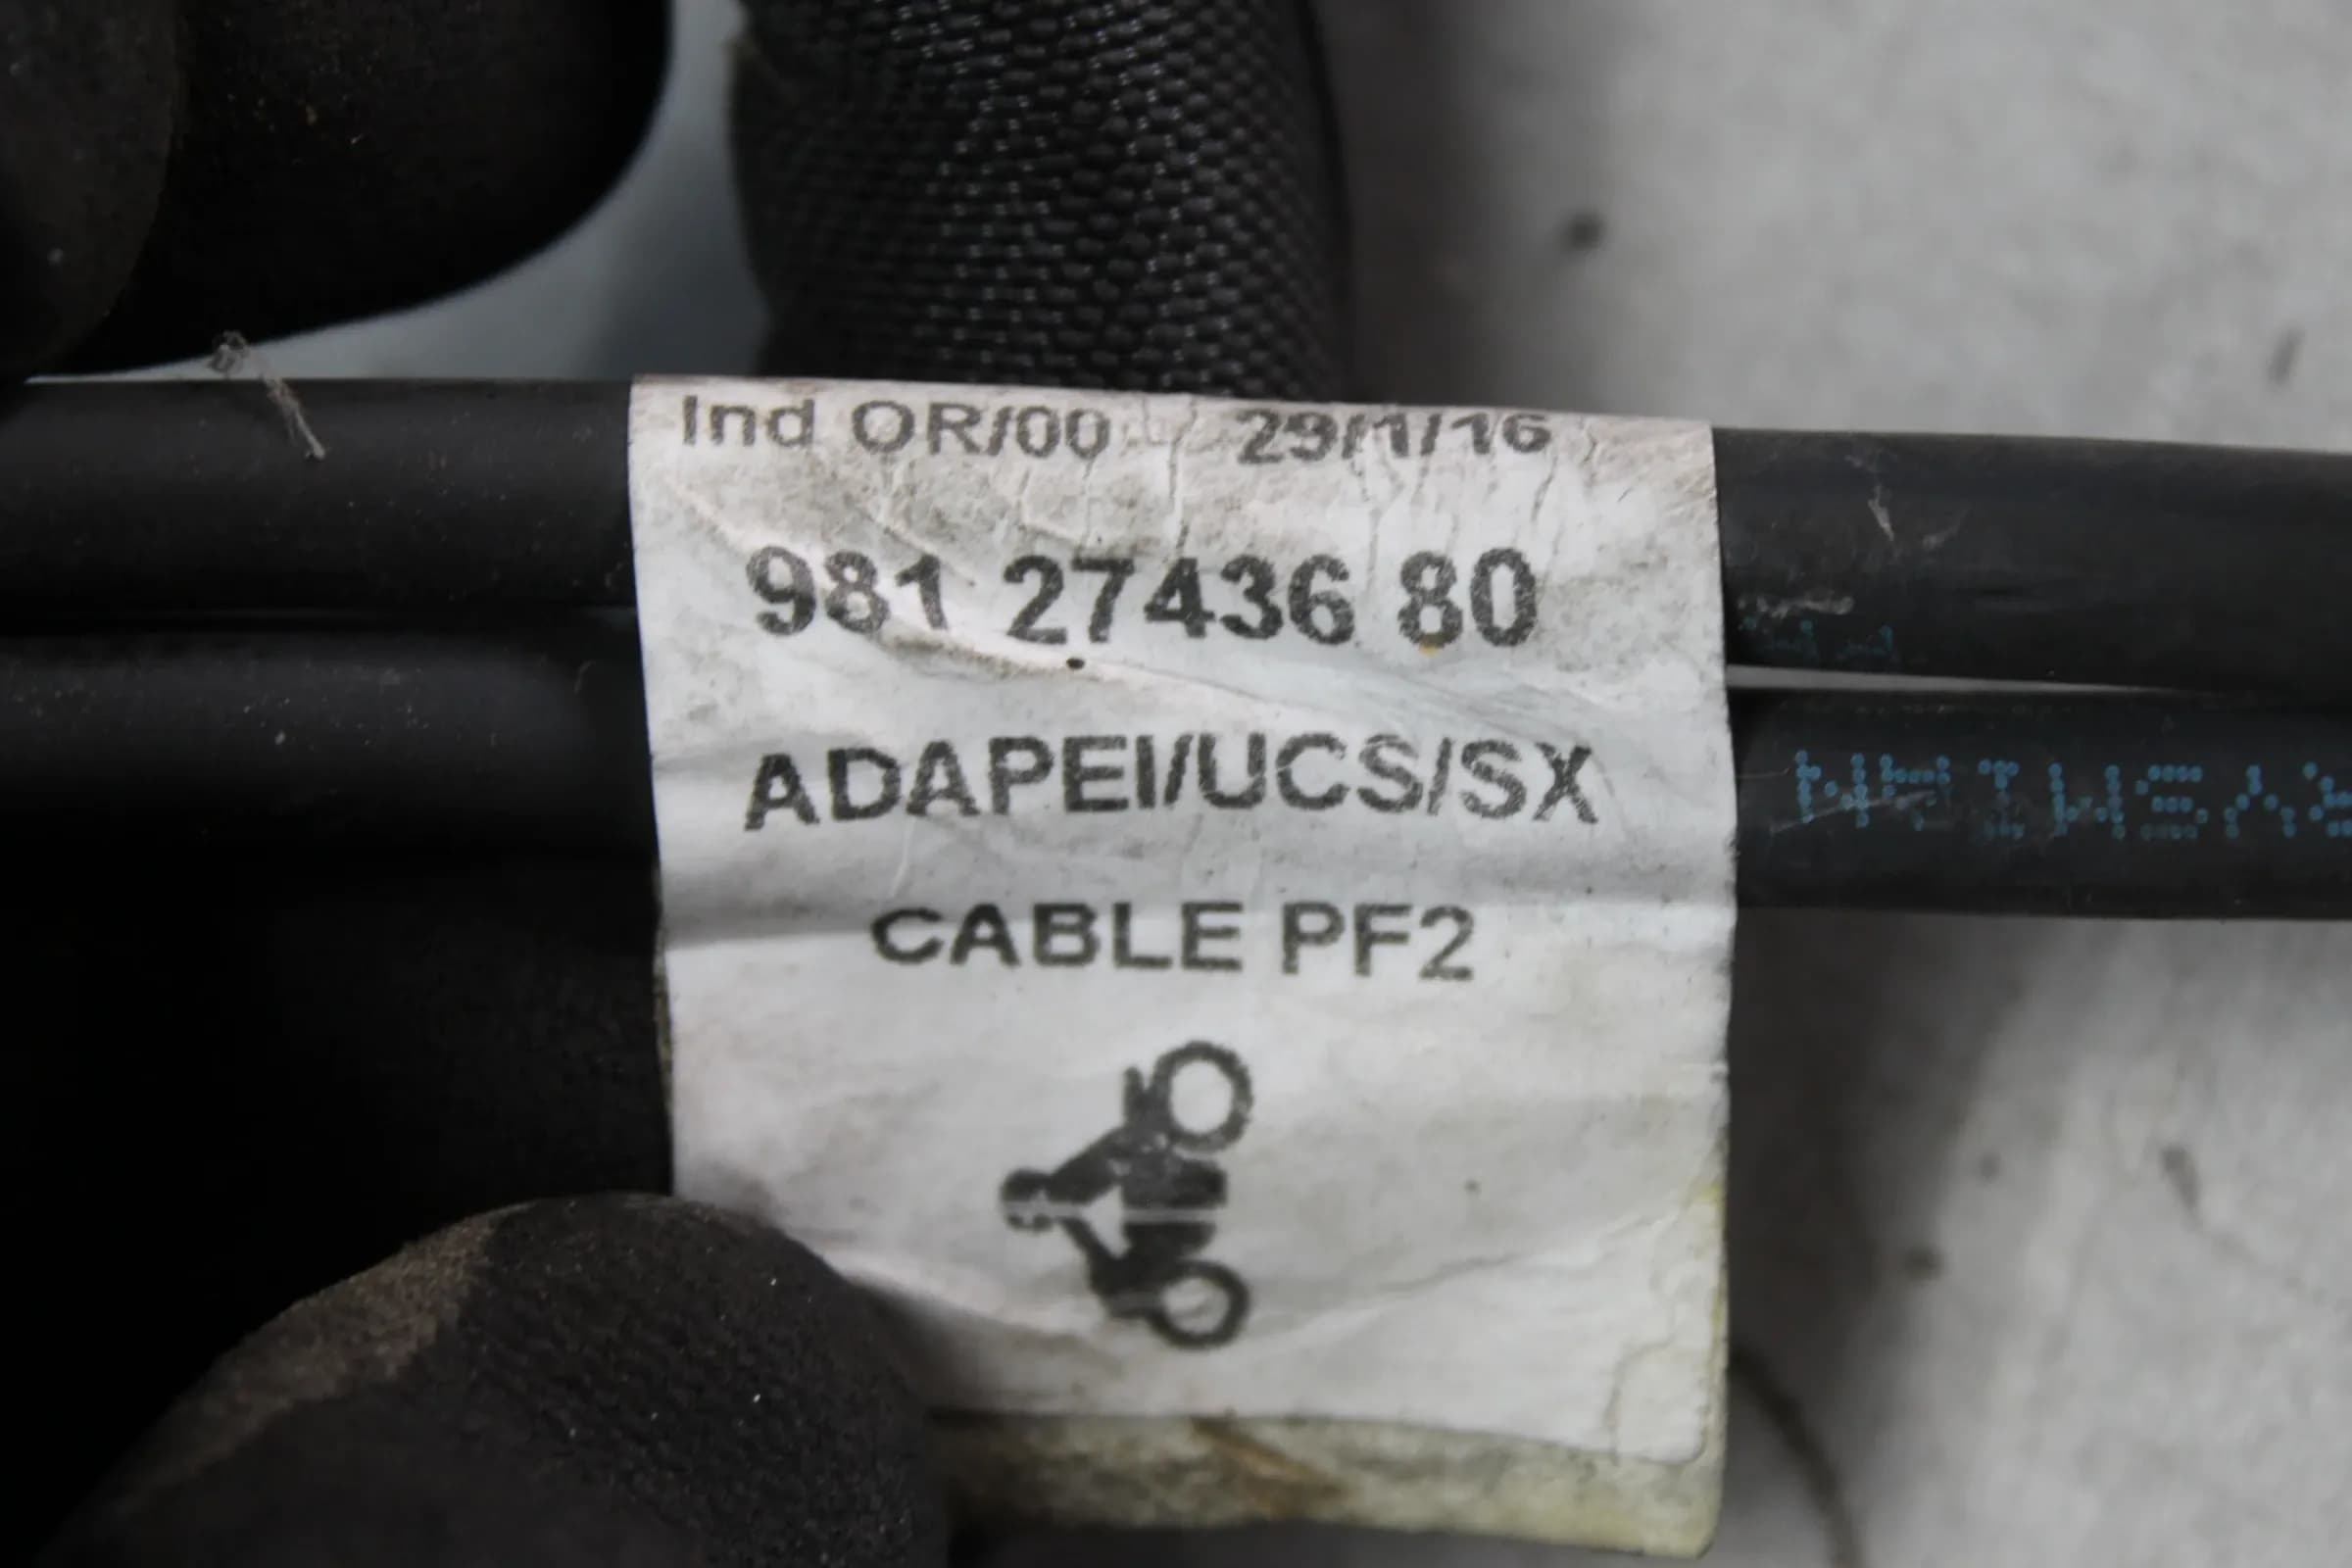 Ind OR/00 29/1/16
981 27436 80
ADAPEI/UCS/SX
CABLE PF2